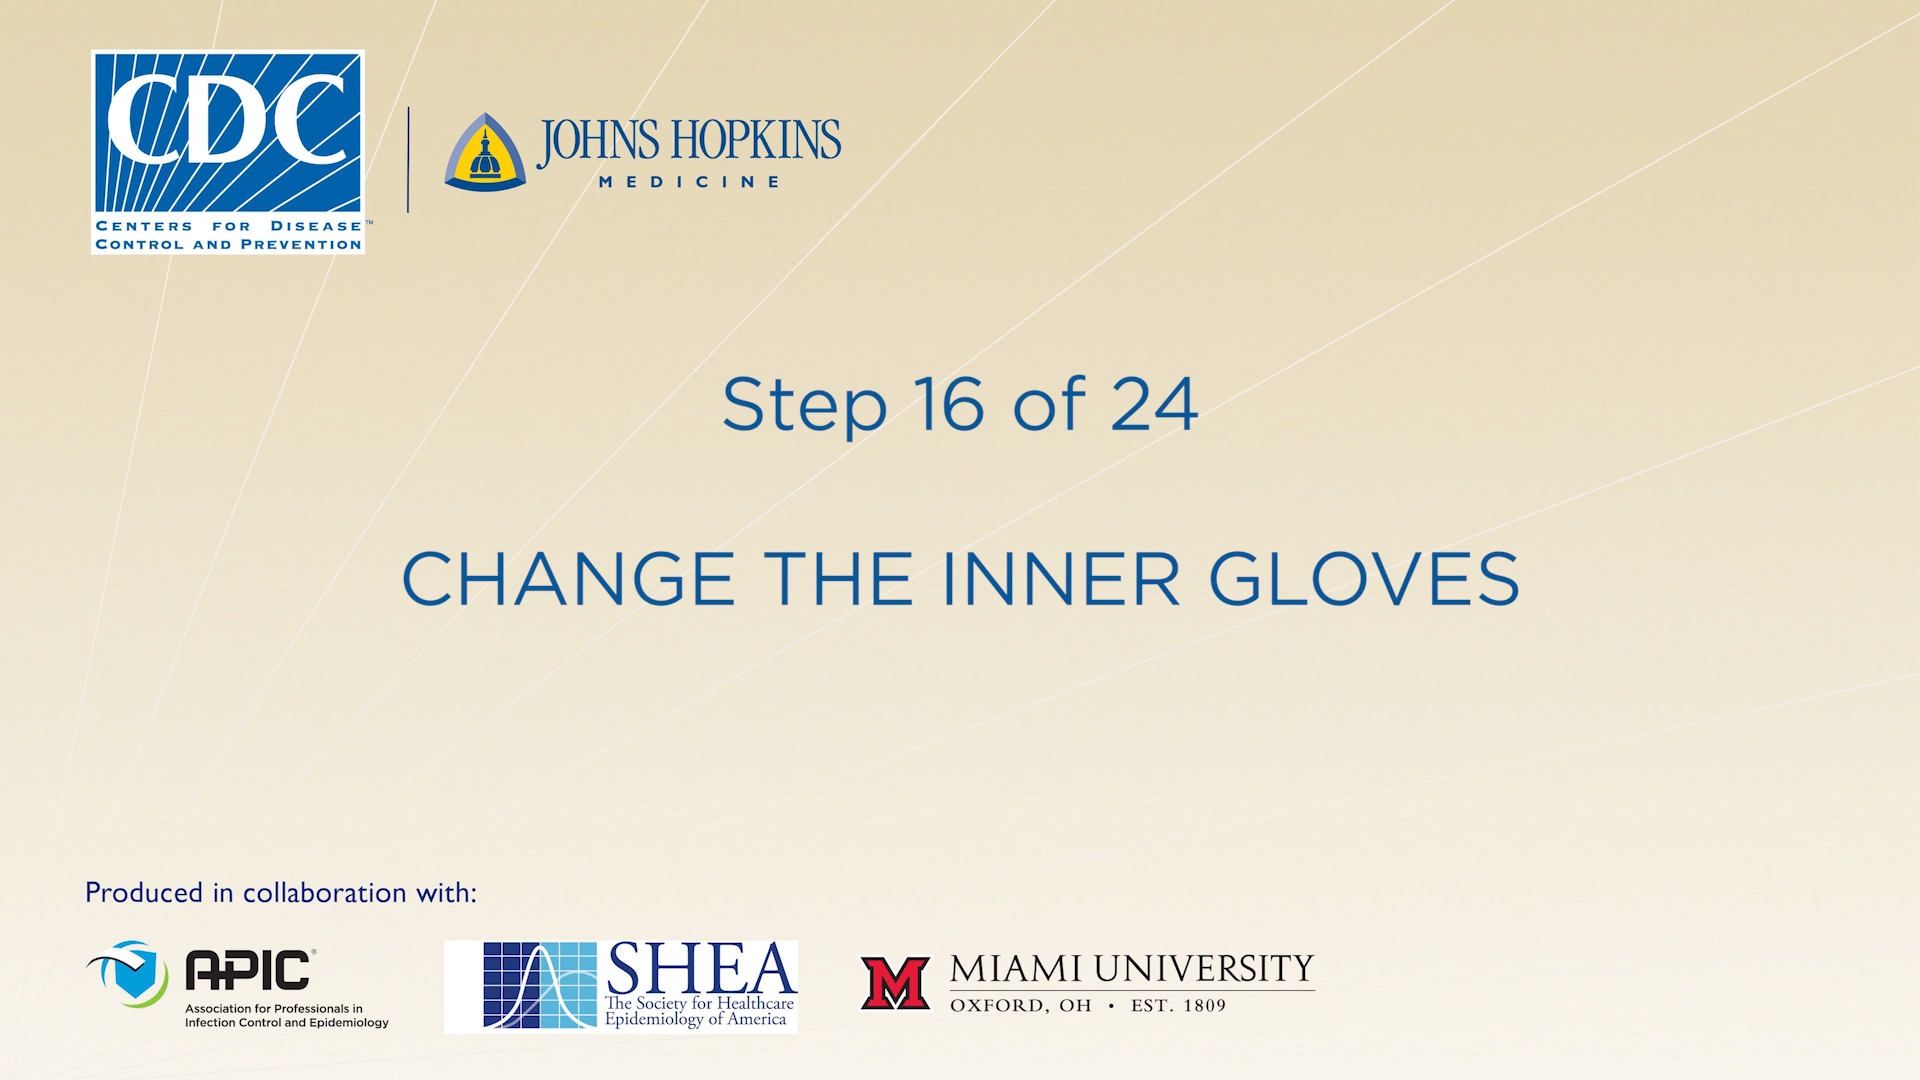 CDC
CENTERS FOR DISEASE™
CONTROL AND PREVENTION
JOHNS HOPKINS
MEDICINE
Step 16 of 24
CHANGE THE INNER GLOVES
Produced in collaboration with:
APIC®
Association for Professionals in
Infection Control and Epidemiology
SHEA
The Society for Healthcare
Epidemiology of America
M
MIAMI UNIVERSITY
OXFORD, OH • EST. 1809